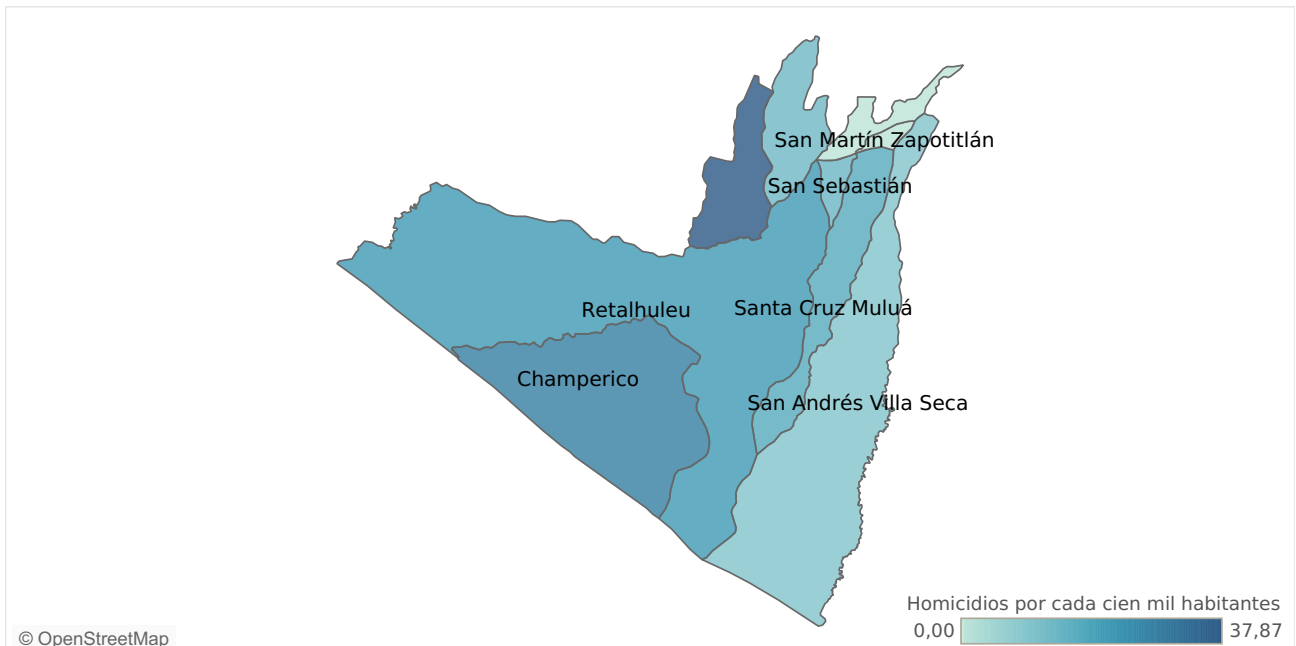 San Martín Zapotitlán
San Sebastián
Retalhuleu
Santa Cruz Muluá
Champerico
San Andrés Villa Seca
Homicidios por cada cien mil habitantes
0,00
37,87
© OpenStreetMap